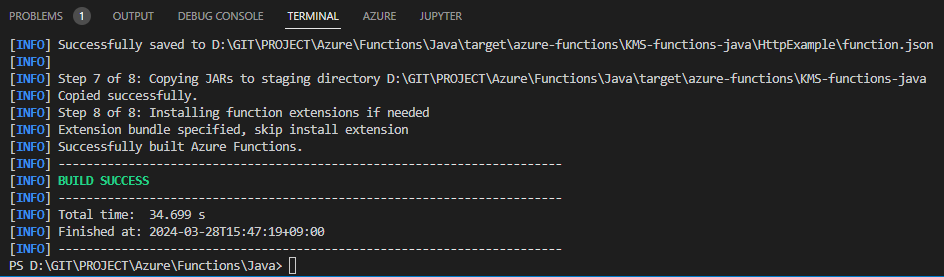 PROBLEMS 1 OUTPUT DEBUG CONSOLE TERMINAL AZURE JUPYTER
[INFO] Successfully saved to D:\GIT\PROJECT\Azure\Functions\Java\target\azure-functions\KMS-functions-java\HttpExample\function.json
[INFO]
[INFO] Step 7 of 8: Copying JARs to staging directory D:\GIT\PROJECT\Azure\Functions\Java\target\azure-functions\KMS-functions-java
[INFO] Copied successfully.
[INFO] Step 8 of 8: Installing function extensions if needed
[INFO] Extension bundle specified, skip install extension
[INFO] Successfully built Azure Functions.
[INFO] ------------------------------------------------------------------------
[INFO] BUILD SUCCESS
[INFO] ------------------------------------------------------------------------
[INFO] Total time:  34.699 s
[INFO] Finished at: 2024-03-28T15:47:19+09:00
[INFO] ------------------------------------------------------------------------
PS D:\GIT\PROJECT\Azure\Functions\Java>